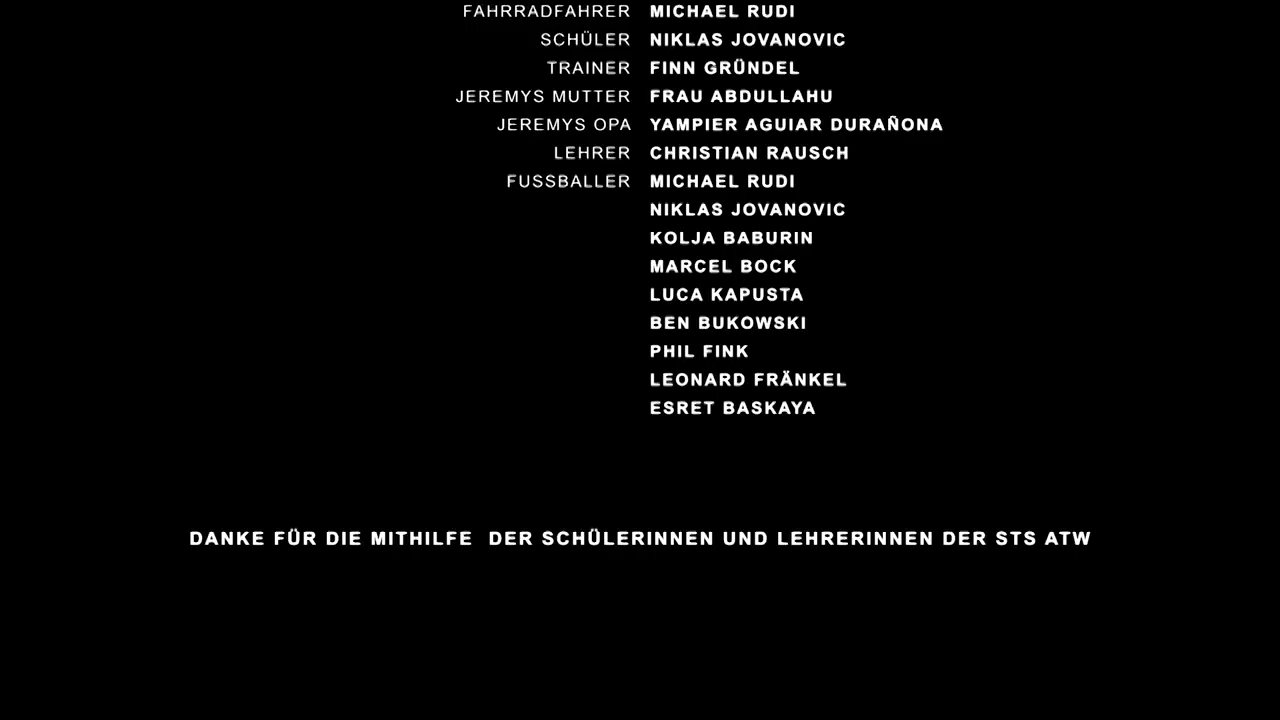 FAHRRADFAHRER MICHAEL RUDI
SCHÜLER NIKLAS JOVANOVIC
TRAINER FINN GRÜNDEL
JEREMYS MUTTER FRAU ABDULLAHU
JEREMYS OPA YAMPIER AGUIAR DURAÑONA
LEHRER CHRISTIAN RAUSCH
FUSSBALLER MICHAEL RUDI
NIKLAS JOVANOVIC
KOLJA BABURIN
MARCEL BOCK
LUCA KAPUSTA
BEN BUKOWSKI
PHIL FINK
LEONARD FRÄNKEL
ESRET BASKAYA
DANKE FÜR DIE MITHILFE DER SCHÜLERINNEN UND LEHRERINNEN DER STS ATW